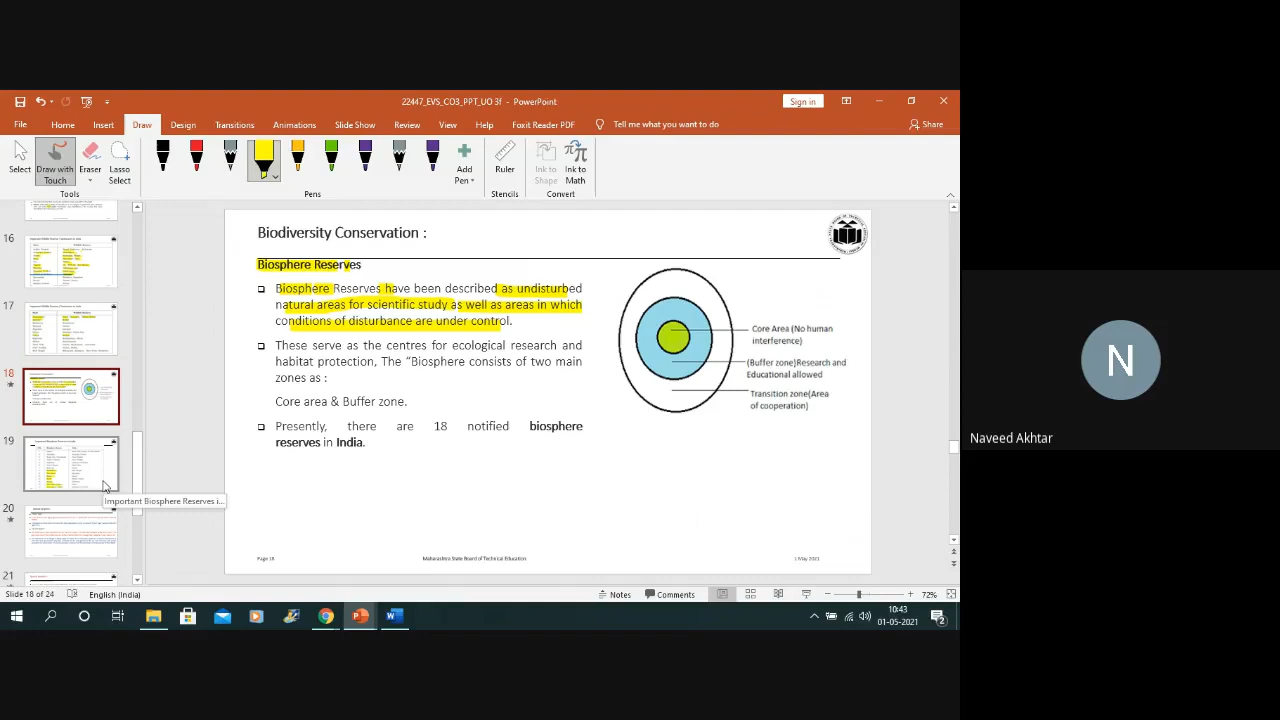 22447_EVS_CO3_PPT_UO 3f - PowerPoint
Sign in
File Home Insert Draw Design Transitions Animations Slide Show Review View Help Foxit Reader PDF Tell me what you want to do Share
Select
Draw with
Touch
Eraser
Lasso
Select
Add
Pen
Ruler
Ink to
Shape
Ink to
Math
Tools
Pens
Stencils
Convert
16
17
18
19
20
21
Important Biosphere Reserves i...
Biodiversity Conservation :
Biosphere Reserves
Biosphere Reserves have been described as undisturbed
natural areas for scientific study as well as areas in which
conditions of disturbance are under control.
These serve as the centres for ecological research and
habitat protection, The "Biosphere consists of two main
zones as :
Core area & Buffer zone.
Presently, there are 18 notified biosphere
reserves in India.
Core Area (No human
interference)
(Buffer zone)Research and
Educational allowed
Transition zone(Area
of cooperation)
Page 18
Maharashtra State Board of Technical Education
1 May 2021
Slide 18 of 24
English (India)
Notes
Comments
72%
10:43
01-05-2021
2
N
Naveed Akhtar